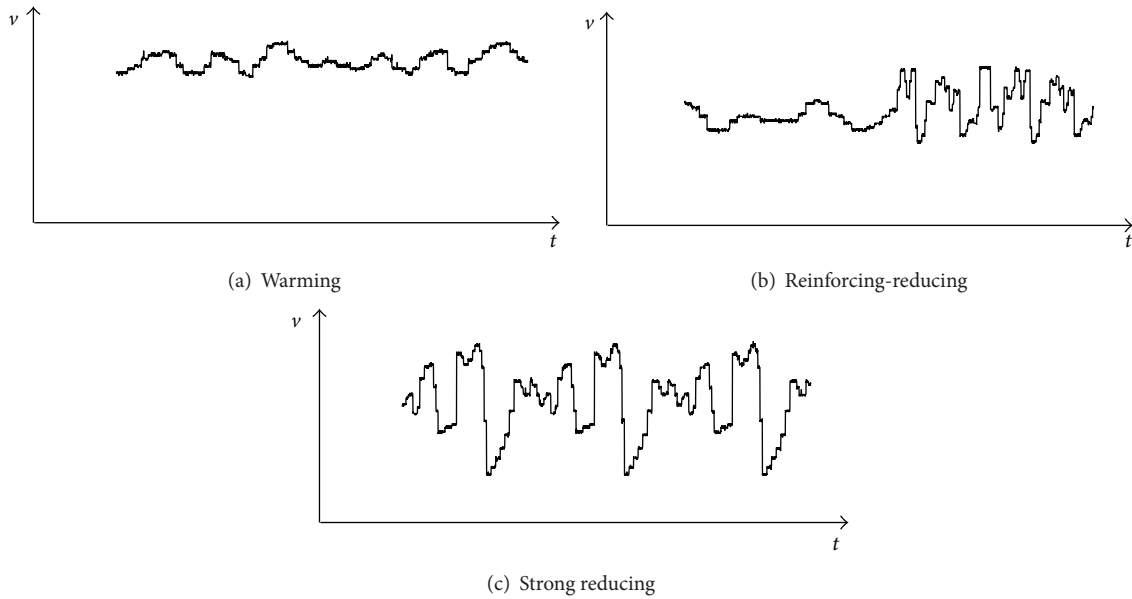 v
t
(a) Warming
v
t
(b) Reinforcing-reducing
v
t
(c) Strong reducing